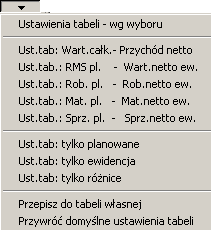 Ustawienia tabeli - wg wyboru
Ust.tab: Wart.całk.- Przychód netto
Ust.tab.: RMS pl. - Wart.netto ew.
Ust.tab.: Rob. pl. - Rob.netto ew.
Ust.tab.: Mat. pl. - Mat.netto ew.
Ust.tab.: Sprz. pl. - Sprz.netto ew.
Ust.tab: tylko planowane
Ust.tab: tylko ewidencja
Ust.tab: tylko różnice
Przepisz do tabeli własnej
Przywróć domyślne ustawienia tabeli